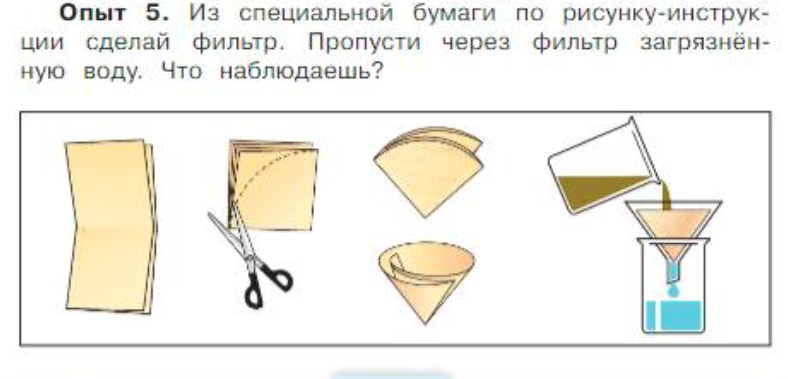 Опыт 5. Из специальной бумаги по рисунку-инструк-
ции сделай фильтр. Пропусти через фильтр загрязнён-
ную воду. Что наблюдаешь?